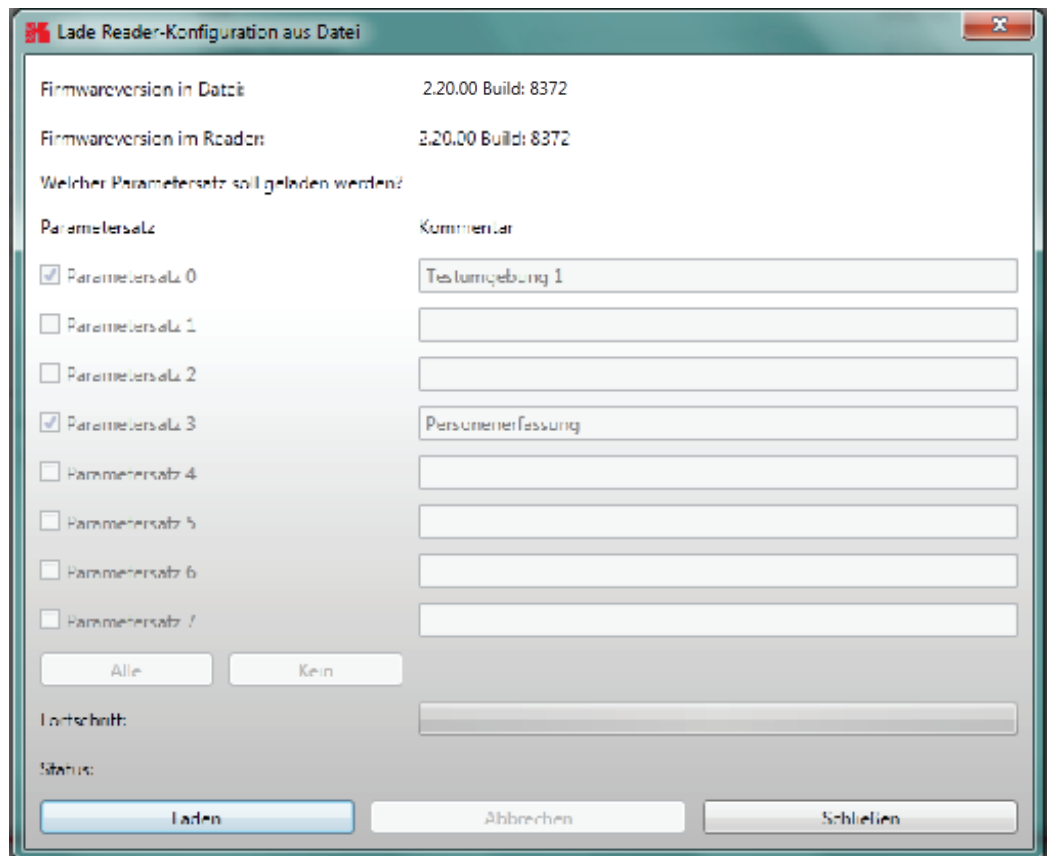 Lade Reader-Konfiguration aus Datei
Firmwareversion in Datei: 2.20.00 Build: 8372
Firmwareversion im Reader: 2.20.00 Build: 8372
Welcher Parametersatz soll geladen werden?
Parametersatz Kommentar
Parametersatz 0 Testumgebung 1
Parametersatz 1
Parametersatz 2
Parametersatz 3 Personenerfassung
Parametersatz 4
Parametersatz 5
Parametersatz 6
Parametersatz 7
Alle Kein
Fortschritt:
Status:
Laden Abbrechen Schließen